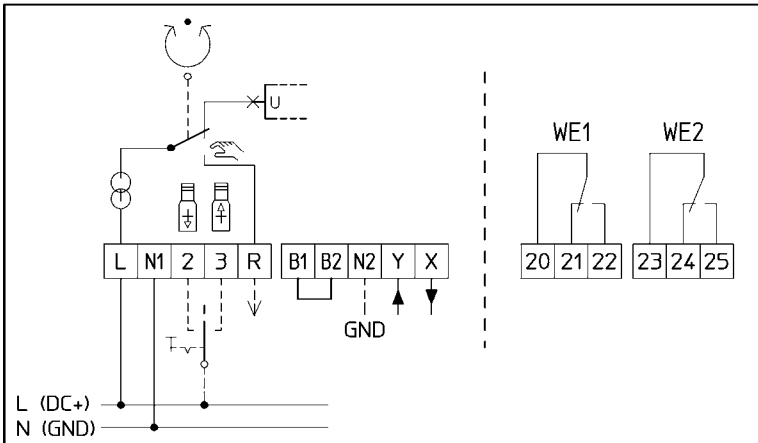 U
WE1 WE2
L N1 2 3 R B1 B2 N2 Y X 20 21 22 23 24 25
GND
L (DC+)
N (GND)